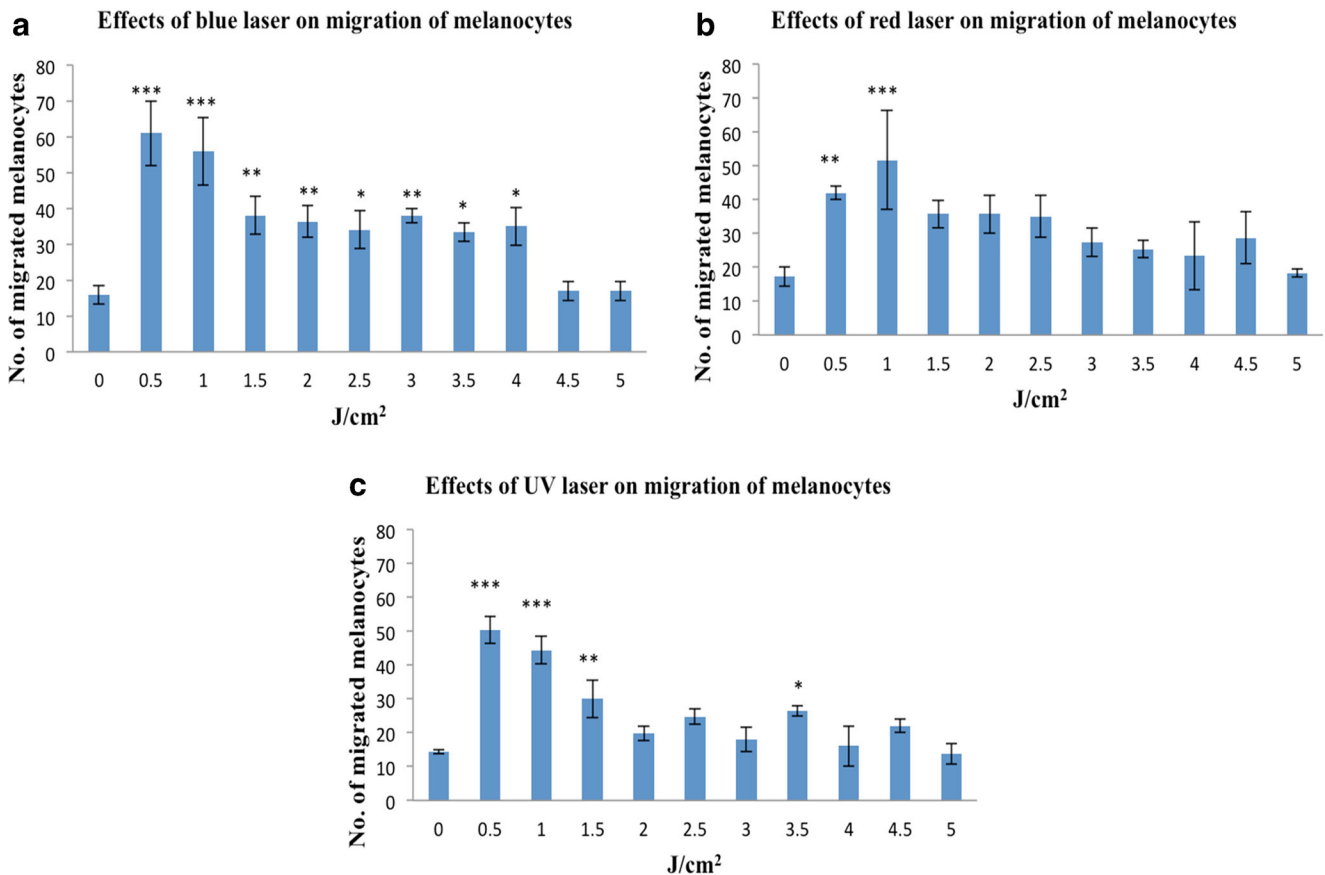 a
Effects of blue laser on migration of melanocytes
No. of migrated melanocytes
80
70
60
50
40
30
20
10
0
***
***
**
**
*
**
*
*
0 0.5 1 1.5 2 2.5 3 3.5 4 4.5 5
J/cm²
b
Effects of red laser on migration of melanocytes
No. of migrated melanocytes
80
70
60
50
40
30
20
10
0
**
***
0 0.5 1 1.5 2 2.5 3 3.5 4 4.5 5
J/cm²
c
Effects of UV laser on migration of melanocytes
No. of migrated melanocytes
80
70
60
50
40
30
20
10
0
***
***
**
*
0 0.5 1 1.5 2 2.5 3 3.5 4 4.5 5
J/cm²